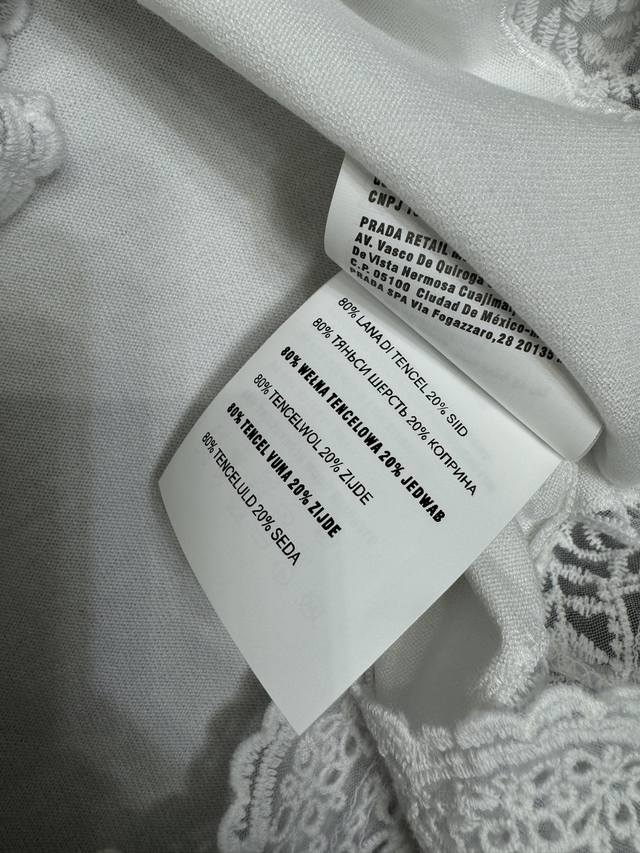 CNPJ
PRADA RETAIL
AV. Vasco De Quiroga
De Vista Hermosa Cuajimal
C.P. 05100 Ciudad De México-
PRADA SPA Via Fogazzaro,28 20135
80% LANA DI TENCEL 20% SIID
80% ТЯНЬСИ ШЕРСТЬ 20% КОПРИНА
80% WEŁNA TENCELOWA 20% JEDWAB
80% TENCELWOL 20% ZIJDE
80% TENCEL VUNA 20% ZIJDE
80% TENCELULD 20% SEDA